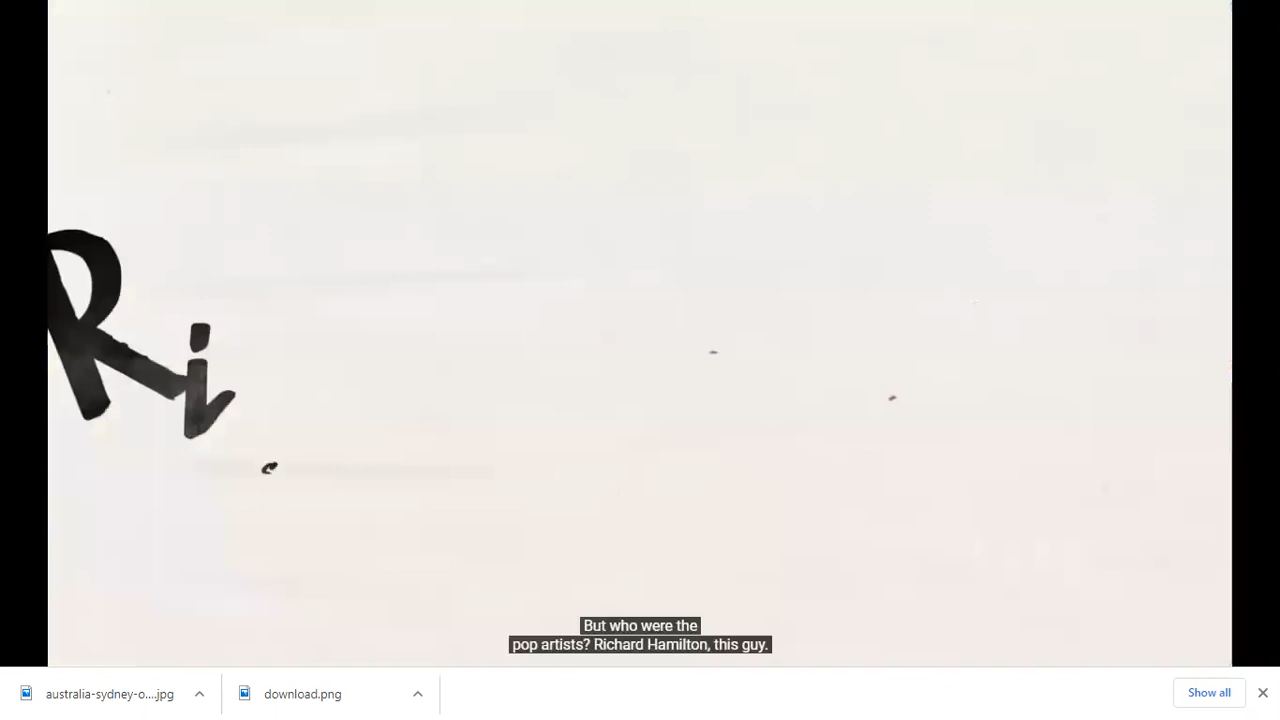 Ri
But who were the
pop artists? Richard Hamilton, this guy.
australia-sydney-o....jpg
download.png
Show all